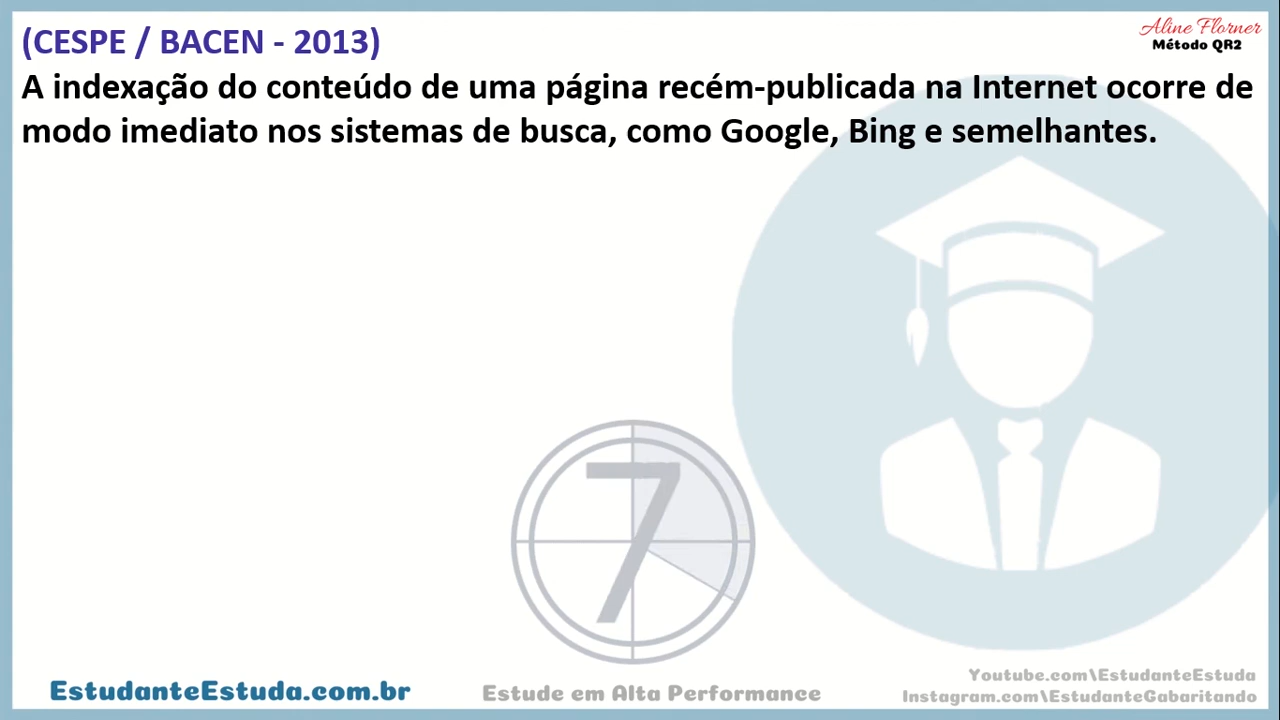 (CESPE / BACEN - 2013)
Aline Florner
Método QR2
A indexação do conteúdo de uma página recém-publicada na Internet ocorre de
modo imediato nos sistemas de busca, como Google, Bing e semelhantes.
7
EstudanteEstuda.com.br
Estude em Alta Performance
Youtube.com\EstudanteEstuda
Instagram.com\EstudanteGabaritando